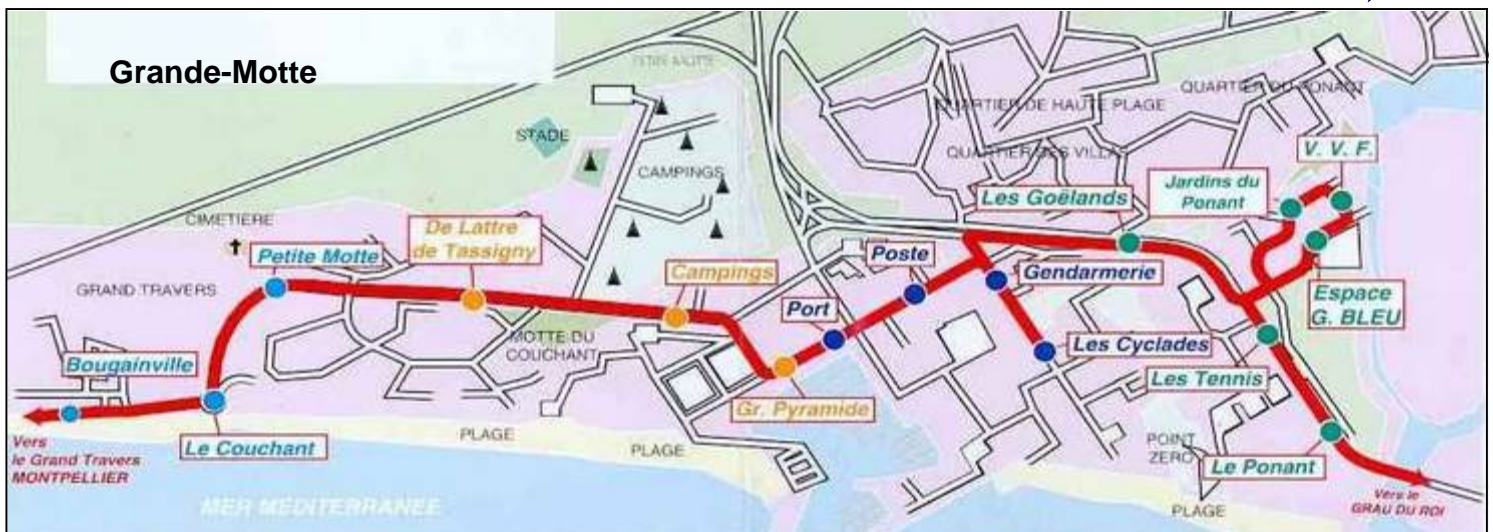 Grande-Motte
PETITE MOTTE
QUARTIER DU PONANT
QUARTIER DE HAUTE PLAGE
STADE
QUARTIER DES VILLAS
V. V. F.
CAMPINGS
Jardins du
Ponant
Les Goëlands
CIMETIERE
De Lattre
de Tassigny
Petite Motte
Poste
Campings
Gendarmerie
GRAND TRAVERS
Espace
G. BLEU
Port
MOTTE DU
COUCHANT
Les Cyclades
Bougainville
Les Tennis
Gr. Pyramide
Le Couchant
PLAGE
PLAGE
POINT
ZERO
Vers
le Grand Travers
MONTPELLIER
Le Ponant
MER MEDITERRANEE
PLAGE
Vers le
GRAU DU ROI